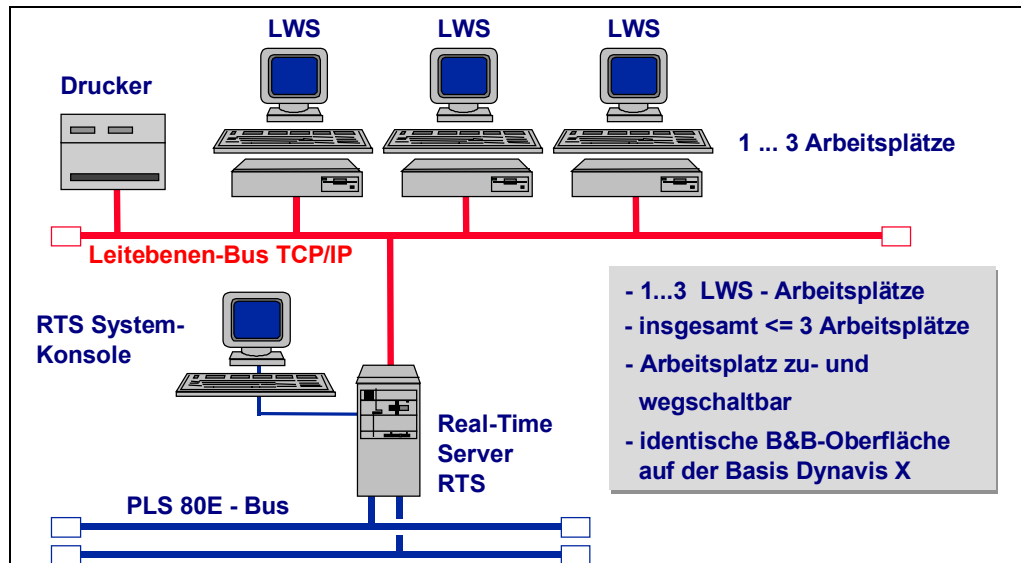 LWS
LWS
LWS
Drucker
1 ... 3 Arbeitsplätze
Leitebenen-Bus TCP/IP
RTS System-
Konsole
Real-Time
Server
RTS
PLS 80E - Bus
- 1...3 LWS - Arbeitsplätze
- insgesamt <= 3 Arbeitsplätze
- Arbeitsplatz zu- und
wegschaltbar
- identische B&B-Oberfläche
auf der Basis Dynavis X